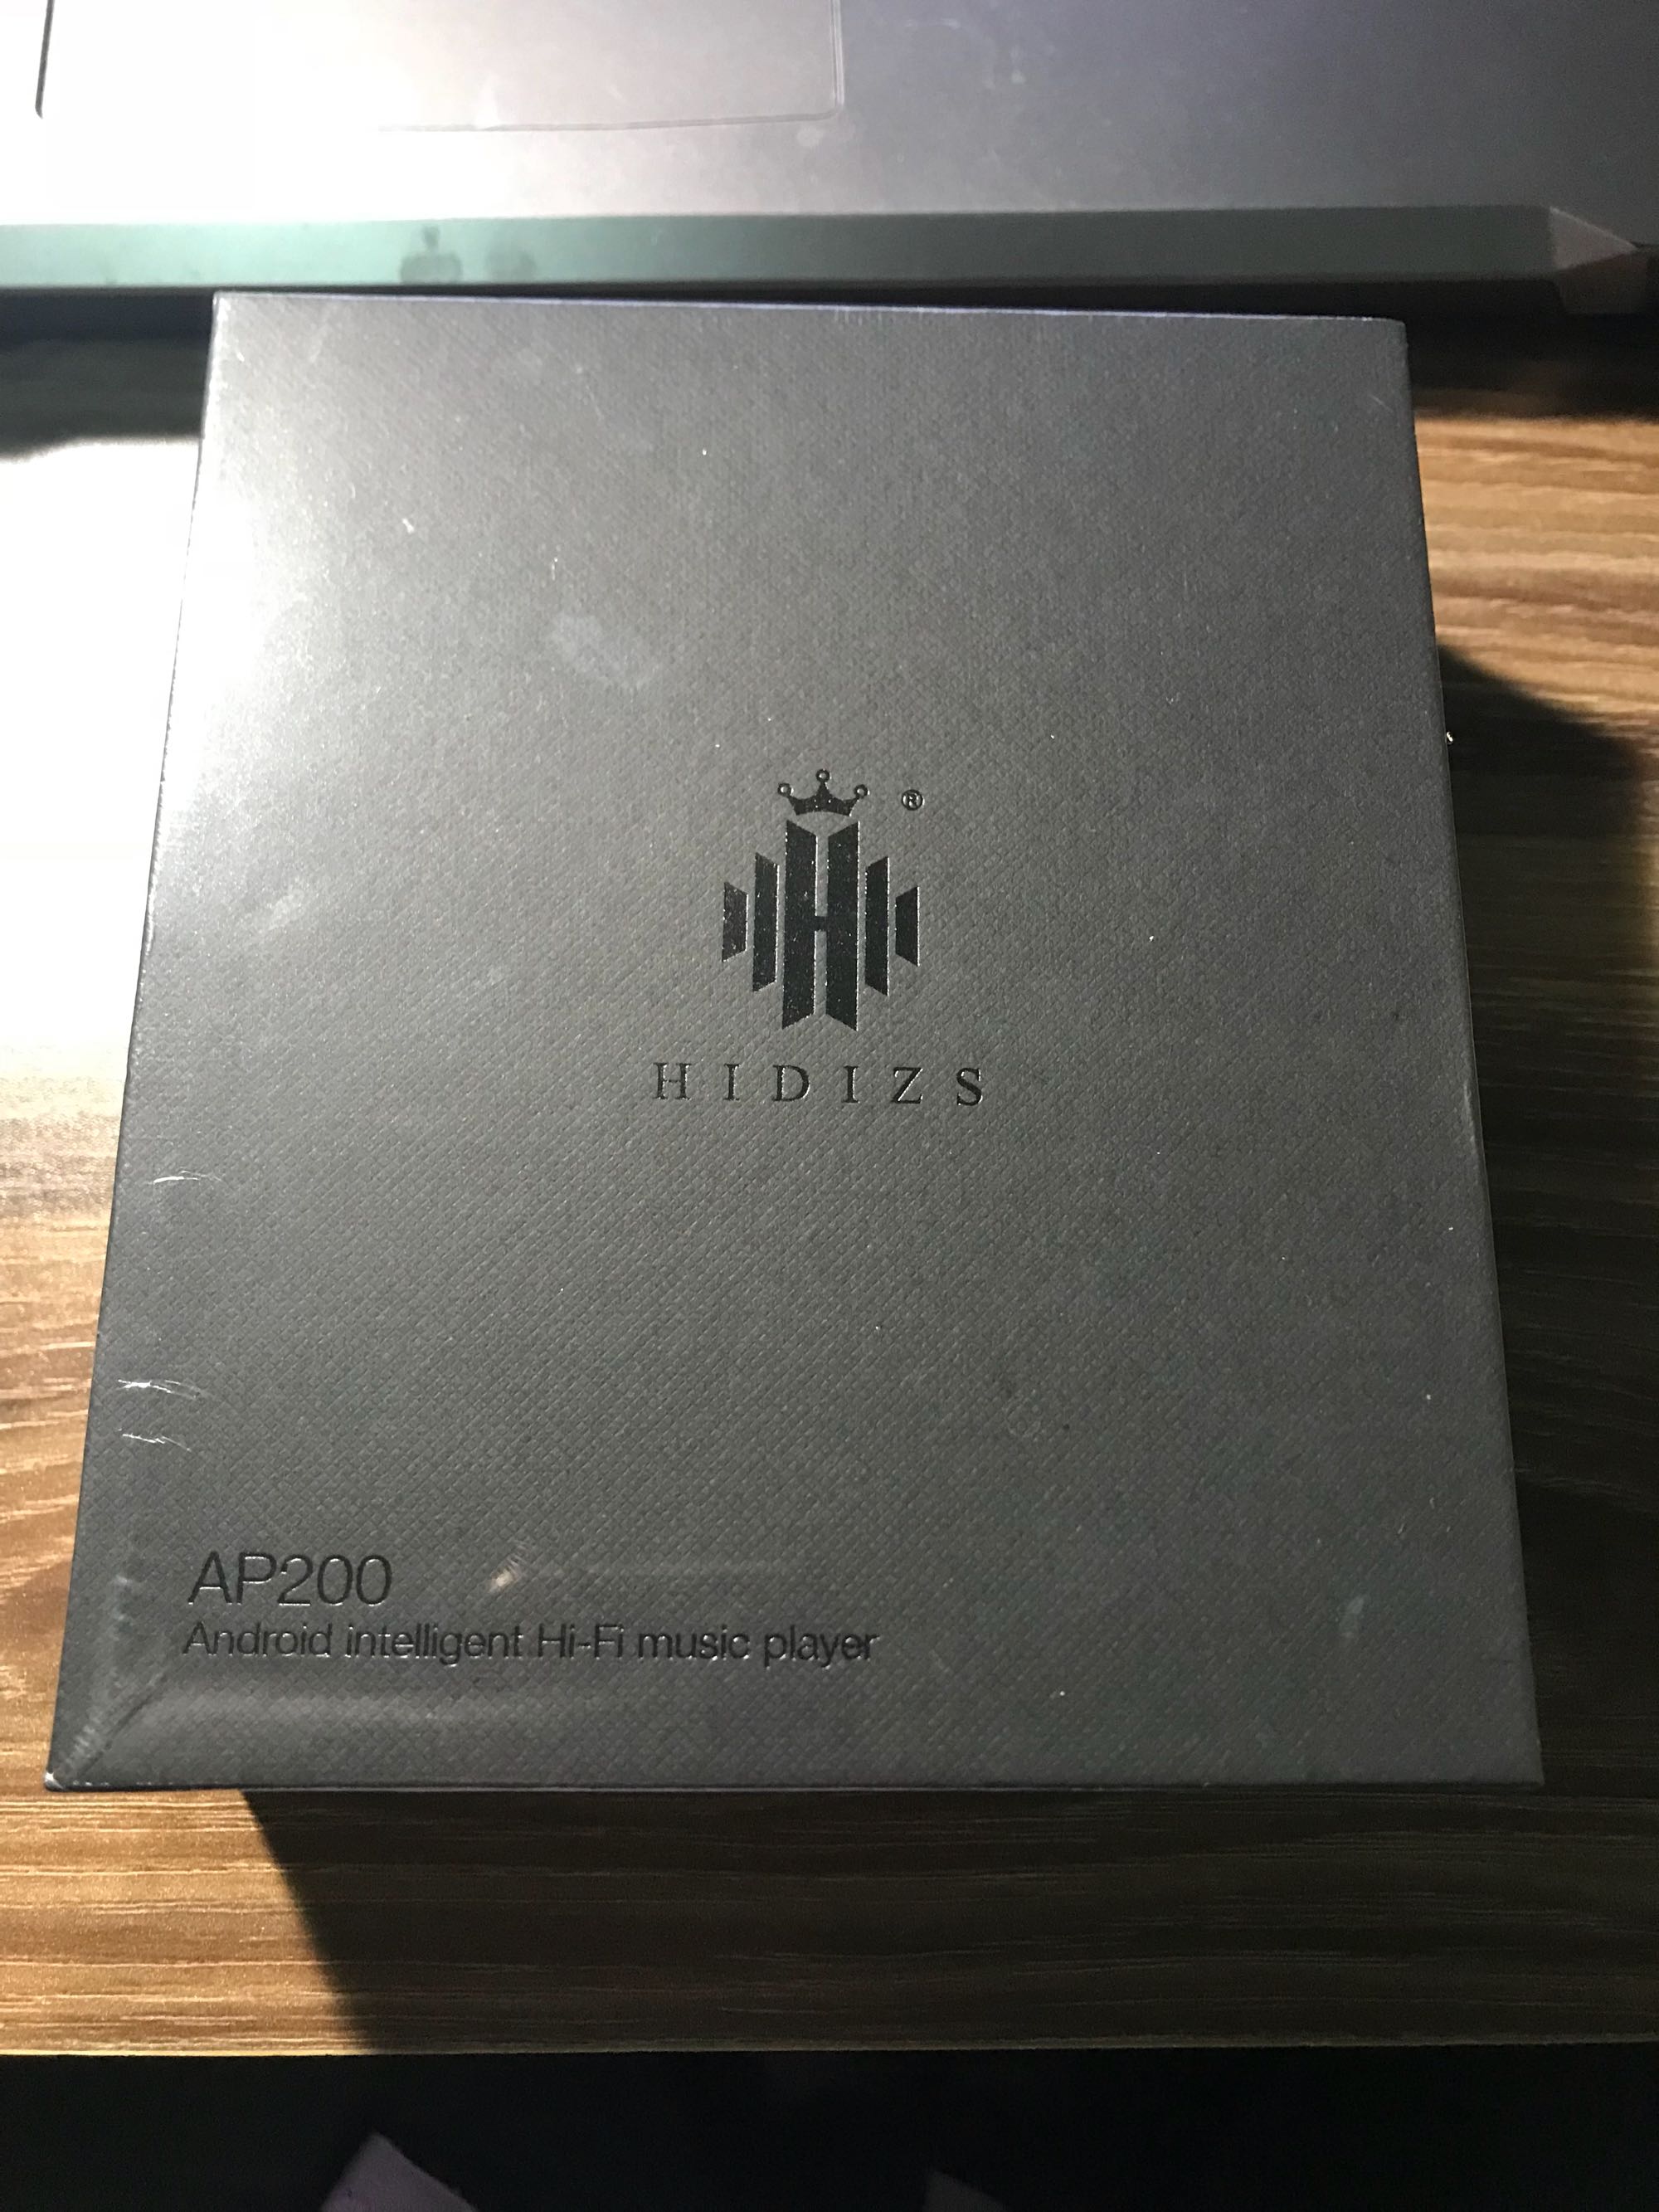 ®
HIDIZS
AP200
Android intelligent Hi-Fi music player